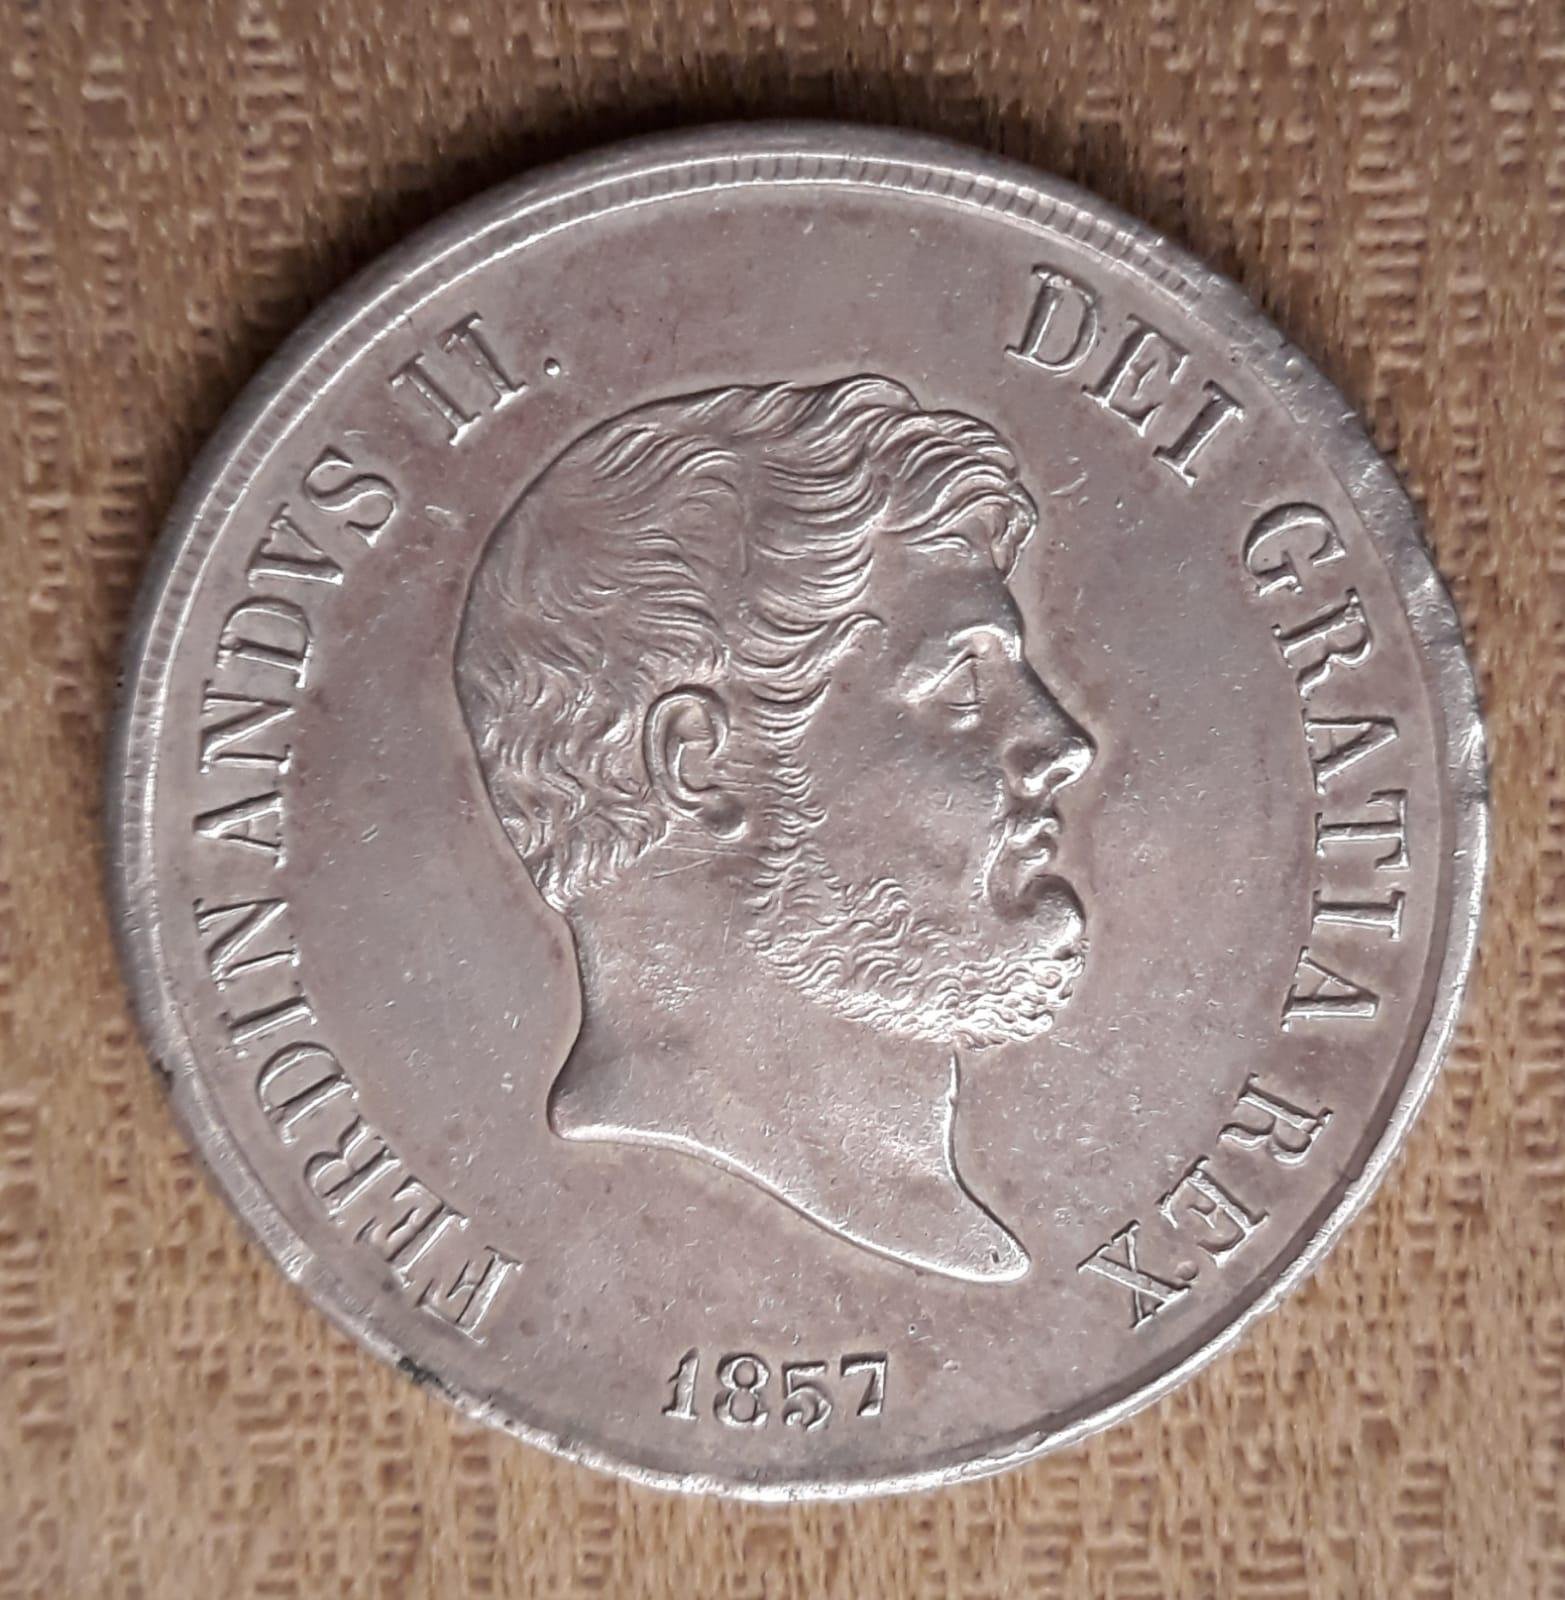 FERDINANDVS II. DEI GRATIA REX
1857